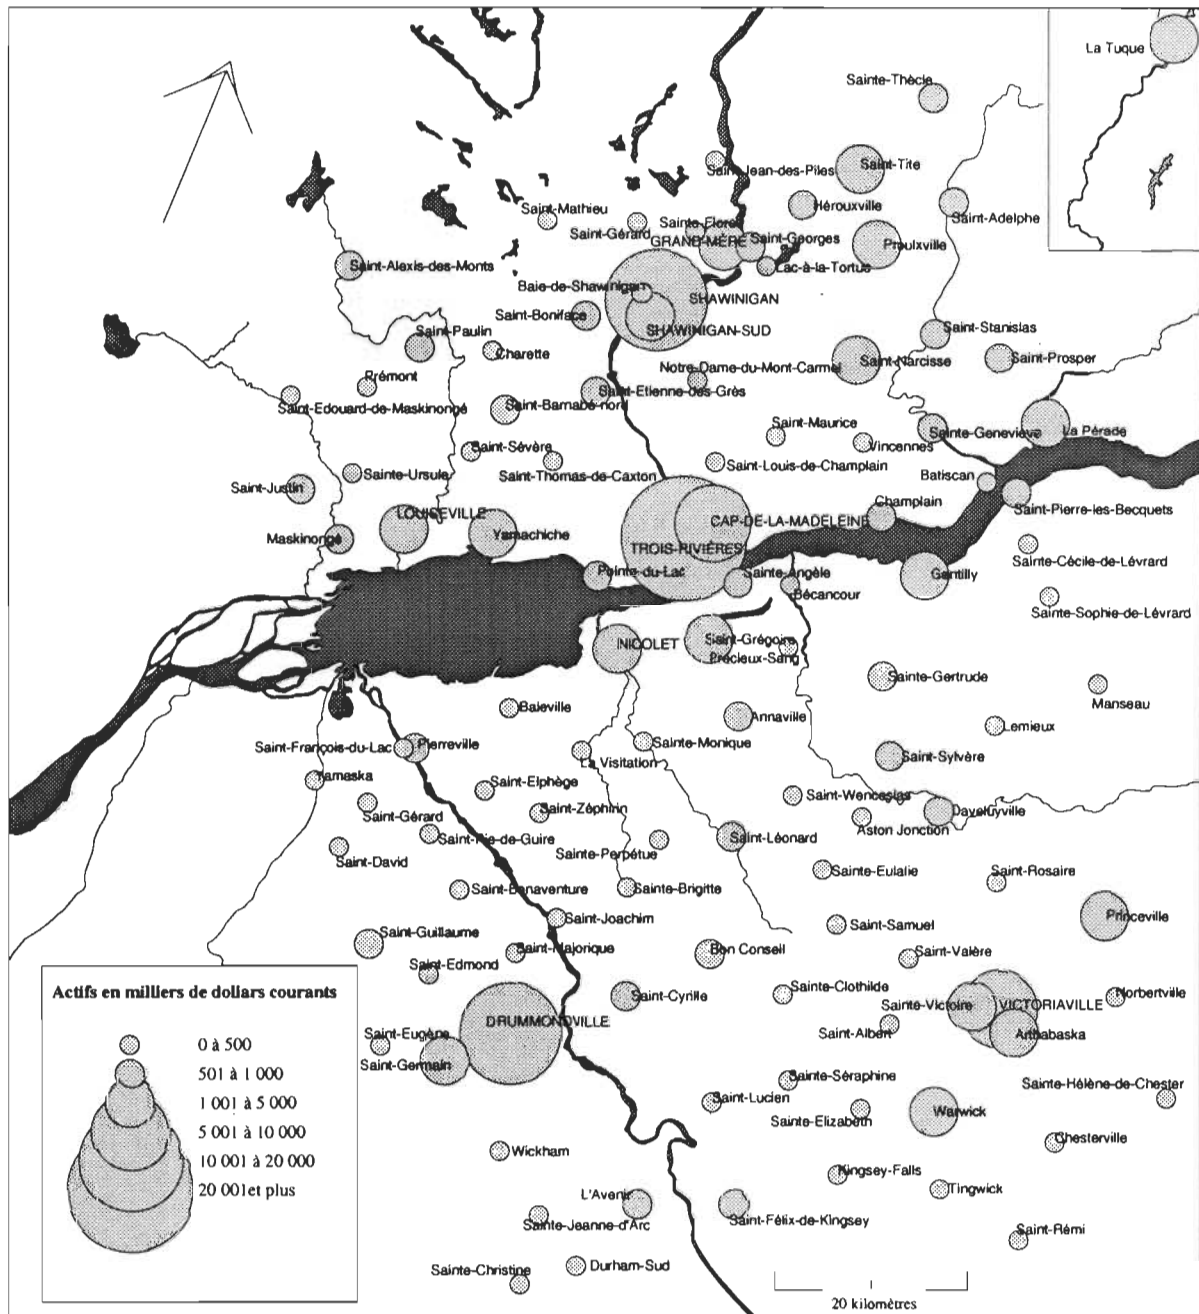 La Tuque
Sainte-Thècle
Saint-Jean-des-Piles
Saint-Tite
Hérouxville
Saint-Adelphe
Saint-Mathieu
Saint-Gérard
Sainte-Flore
GRAND-MÈRE
Saint-Georges
Proulxville
Lac-à-la-Tortue
Saint-Alexis-des-Monts
Baie-de-Shawinigan
SHAWINIGAN
Saint-Boniface
SHAWINIGAN-SUD
Saint-Stanislas
Saint-Paulin
Charette
Saint-Narcisse
Saint-Prosper
Notre-Dame-du-Mont-Carmel
Prémont
Saint-Etienne-des-Grès
Saint-Edouard-de-Maskinongé
Saint-Barnabé-nord
Saint-Maurice
Vincennes
Sainte-Geneviève
La Pérade
Saint-Sévère
Saint-Thomas-de-Caxton
Saint-Louis-de-Champlain
Sainte-Ursule
Batiscan
Saint-Justin
Champlain
Saint-Pierre-les-Becquets
LOUISEVILLE
CAP-DE-LA-MADELEINE
Maskinongé
Yamachiche
TROIS-RIVIÈRES
Sainte-Cécile-de-Lévrard
Pointe-du-Lac
Sainte-Angèle
Gentilly
Bécancour
Sainte-Sophie-de-Lévrard
NICOLET
Saint-Grégoire
Précieux-Sang
Sainte-Gertrude
Manseau
Baieville
Annaville
Lemieux
Saint-François-du-Lac
Pierreville
La Visitation
Sainte-Monique
Saint-Sylvère
Yamaska
Saint-Elphège
Saint-Wenceslas
Saint-Gérard
Saint-Zéphirin
Daveluyville
Aston Jonction
Saint-Pie-de-Guire
Sainte-Perpétue
Saint-Léonard
Saint-David
Sainte-Eulalie
Saint-Rosaire
Saint-Bonaventure
Sainte-Brigitte
Saint-Joachim
Saint-Samuel
Princeville
Saint-Guillaume
Saint-Majorique
Bon Conseil
Saint-Valère
Saint-Edmond
Saint-Cyrille
Sainte-Clothilde
Sainte-Victoire
VICTORIAVILLE
Norbertville
DRUMMONDVILLE
Saint-Albert
Arthabaska
Saint-Eugène
Saint-Germain
Sainte-Séraphine
Sainte-Hélène-de-Chester
Saint-Lucien
Sainte-Elizabeth
Warwick
Wickham
Chesterville
Kingsey-Falls
Tingwick
L'Avenir
Sainte-Jeanne-d'Arc
Saint-Félix-de-Kingsey
Saint-Rémi
Durham-Sud
Sainte-Christine
Actifs en milliers de dollars courants
0 à 500
501 à 1 000
1 001 à 5 000
5 001 à 10 000
10 001 à 20 000
20 001et plus
20 kilomètres